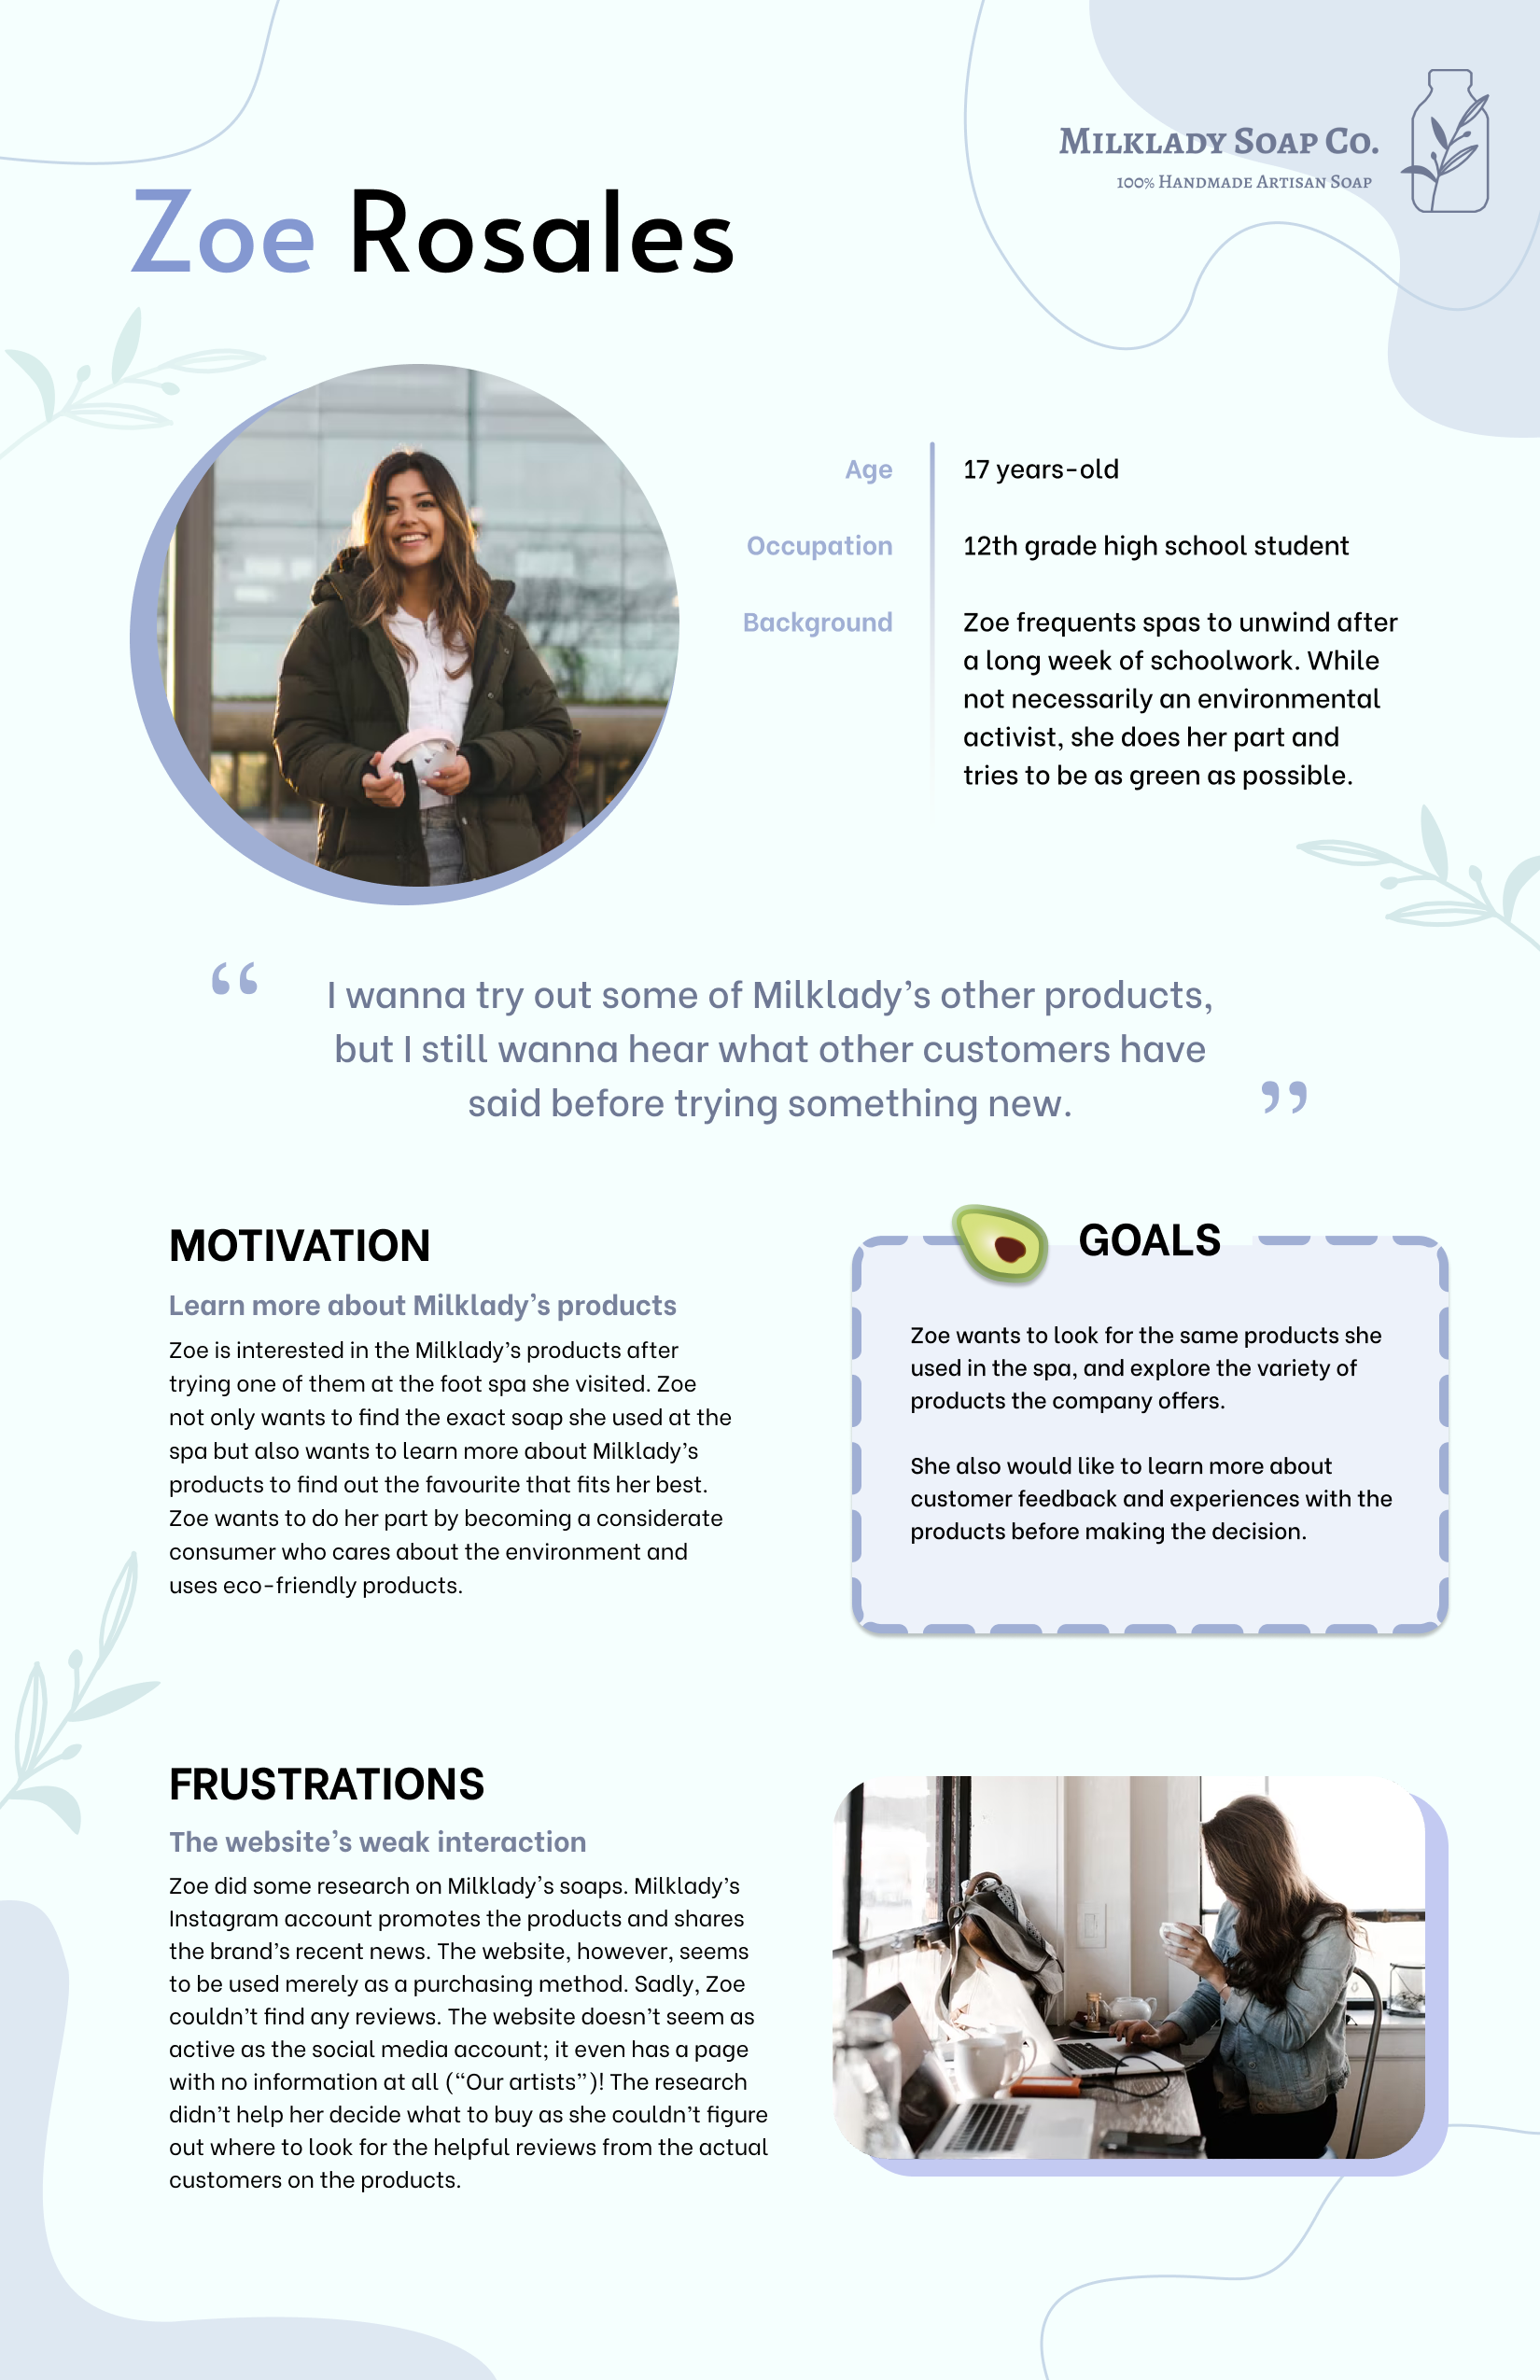 Milklady Soap Co.
100% Handmade Artisan Soap
Zoe Rosales
Age
17 years-old
Occupation
12th grade high school student
Background
Zoe frequents spas to unwind after
a long week of schoolwork. While
not necessarily an environmental
activist, she does her part and
tries to be as green as possible.
“ I wanna try out some of Milklady’s other products,
but I still wanna hear what other customers have
said before trying something new. ”
MOTIVATION
Learn more about Milklady’s products
Zoe is interested in the Milklady’s products after
trying one of them at the foot spa she visited. Zoe
not only wants to find the exact soap she used at the
spa but also wants to learn more about Milklady’s
products to find out the favourite that fits her best.
Zoe wants to do her part by becoming a considerate
consumer who cares about the environment and
uses eco-friendly products.
GOALS
Zoe wants to look for the same products she
used in the spa, and explore the variety of
products the company offers.
She also would like to learn more about
customer feedback and experiences with the
products before making the decision.
FRUSTRATIONS
The website’s weak interaction
Zoe did some research on Milklady’s soaps. Milklady’s
Instagram account promotes the products and shares
the brand’s recent news. The website, however, seems
to be used merely as a purchasing method. Sadly, Zoe
couldn’t find any reviews. The website doesn’t seem as
active as the social media account; it even has a page
with no information at all (“Our artists”)! The research
didn’t help her decide what to buy as she couldn’t figure
out where to look for the helpful reviews from the actual
customers on the products.